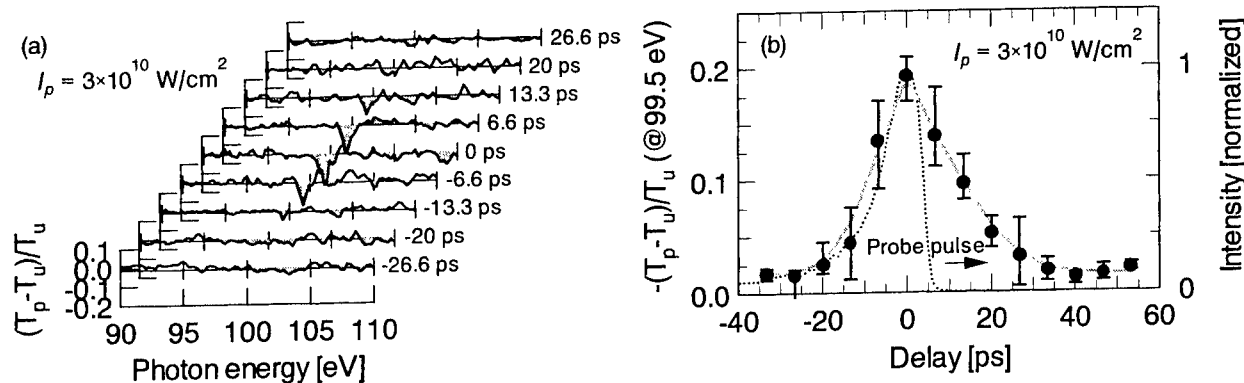 (a)
I_p = 3×10^10 W/cm^2
26.6 ps
20 ps
13.3 ps
6.6 ps
0 ps
-6.6 ps
-13.3 ps
-20 ps
-26.6 ps
(T_p-T_u)/T_u
0.1
0.0
-0.1
-0.2
90 95 100 105 110
Photon energy [eV]
(b)
I_p = 3×10^10 W/cm^2
-(T_p-T_u)/T_u (@99.5 eV)
0.2
0.1
0.0
Probe pulse
1
0
Intensity [normalized]
-40 -20 0 20 40 60
Delay [ps]